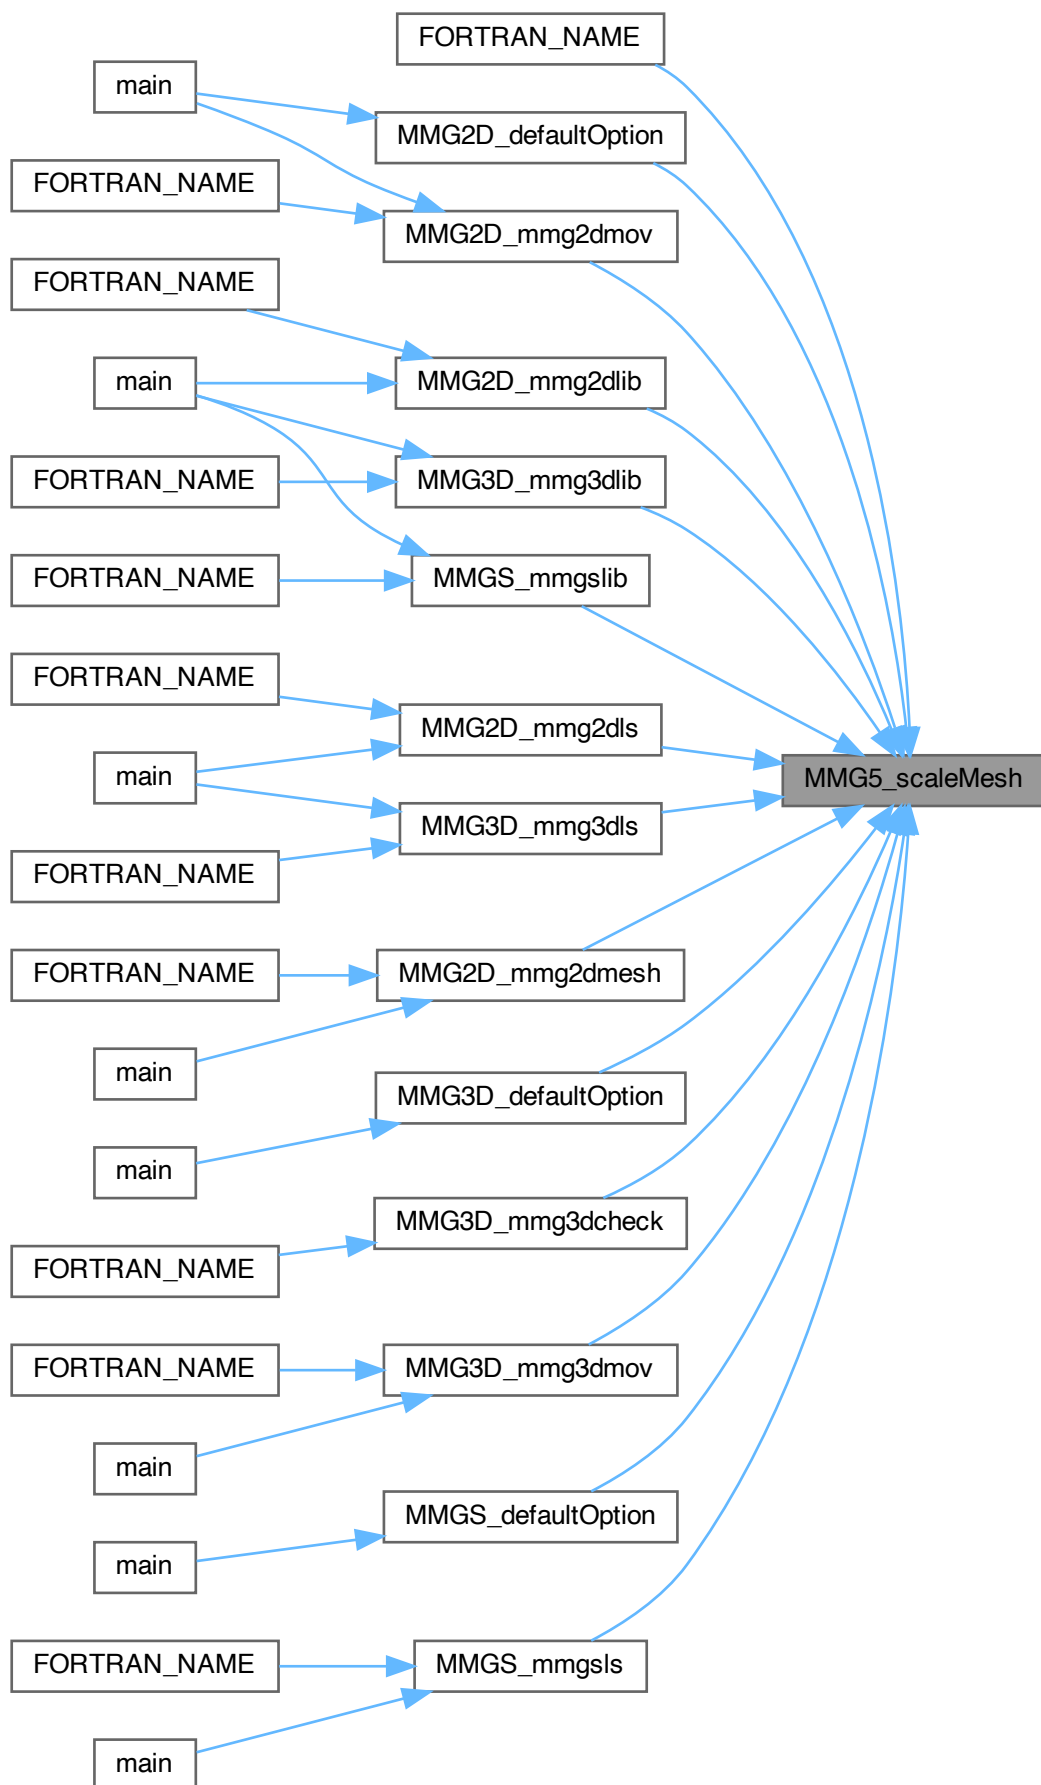 FORTRAN_NAME
main
MMG2D_defaultOption
FORTRAN_NAME
MMG2D_mmg2dmov
FORTRAN_NAME
main
MMG2D_mmg2dlib
FORTRAN_NAME
MMG3D_mmg3dlib
FORTRAN_NAME
MMGS_mmgslib
FORTRAN_NAME
MMG2D_mmg2dls
main
MMG5_scaleMesh
MMG3D_mmg3dls
FORTRAN_NAME
FORTRAN_NAME
MMG2D_mmg2dmesh
main
MMG3D_defaultOption
main
MMG3D_mmg3dcheck
FORTRAN_NAME
FORTRAN_NAME
MMG3D_mmg3dmov
main
MMGS_defaultOption
main
FORTRAN_NAME
MMGS_mmgsls
main